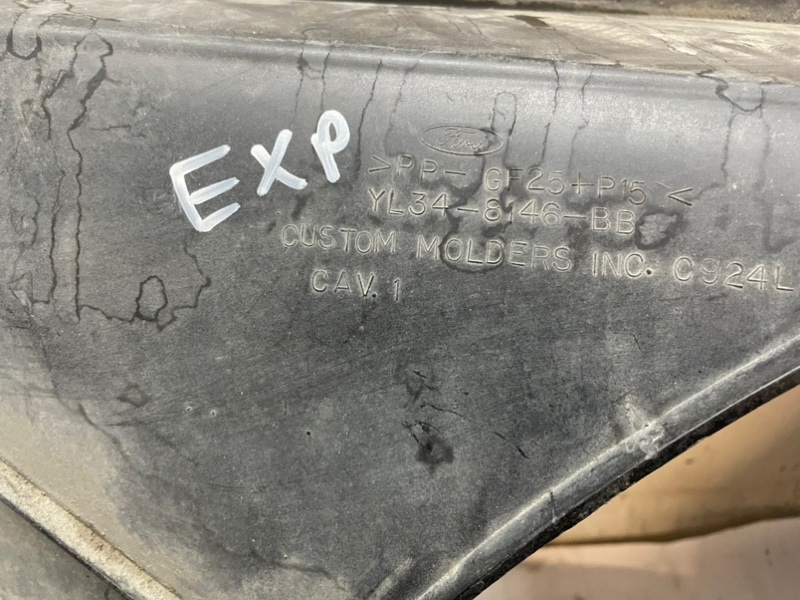 EXP
Ford
>PP-GF25+P15<
YL34-8146-BB
CUSTOM MOLDERS INC. C924L
CAV. 1